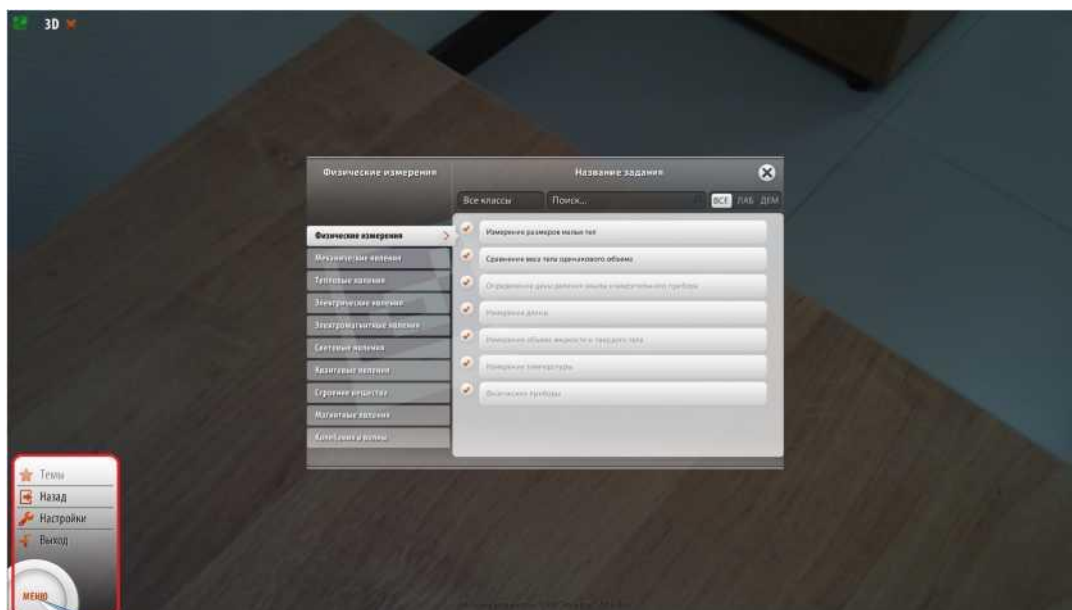 3D
Физические измерения
Название задания
Все классы
Поиск...
ВСЕ ЛАБ ДЕМ
Физические измерения
Механические явления
Тепловые явления
Электрические явления
Электромагнитные явления
Световые явления
Квантовые явления
Строение вещества
Магнитные явления
Колебания и волны
Измерение размеров малых тел
Сравнение веса тела одинакового объема
Определение цены деления шкалы измерительного прибора
Измерение длины
Измерение объема жидкости и твердого тела
Измерение температуры
Физические приборы
Темы
Назад
Настройки
Выход
МЕНЮ